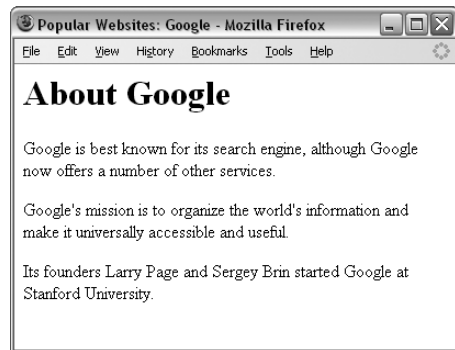 Popular Websites: Google - Mozilla Firefox
File Edit View History Bookmarks Tools Help
About Google
Google is best known for its search engine, although Google
now offers a number of other services.
Google's mission is to organize the world's information and
make it universally accessible and useful.
Its founders Larry Page and Sergey Brin started Google at
Stanford University.